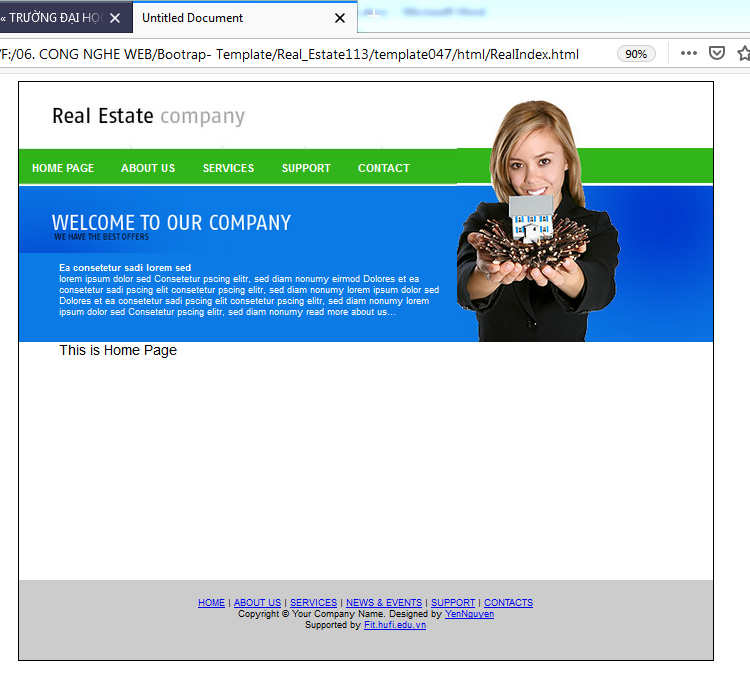 « TRƯỜNG ĐẠI HỌC
Untitled Document
/F:/06. CONG NGHE WEB/Bootrap- Template/Real_Estate113/template047/html/RealIndex.html
90%
Real Estate company
HOME PAGE ABOUT US SERVICES SUPPORT CONTACT
WELCOME TO OUR COMPANY
WE HAVE THE BEST OFFERS
Ea consetetur sadi lorem sed
lorem ipsum dolor sed Consetetur pscing elitr, sed diam nonumy eirmod Dolores et ea
consetetur sadi pscing elit consetetur pscing elitr, sed diam nonumy lorem ipsum dolor sed
Dolores et ea consetetur sadi pscing elit consetetur pscing elitr, sed diam nonumy lorem
ipsum dolor sed Consetetur pscing elitr, sed diam nonumy read more about us...
This is Home Page
HOME | ABOUT US | SERVICES | NEWS & EVENTS | SUPPORT | CONTACTS
Copyright © Your Company Name. Designed by YenNguyen
Supported by Fit.hufi.edu.vn